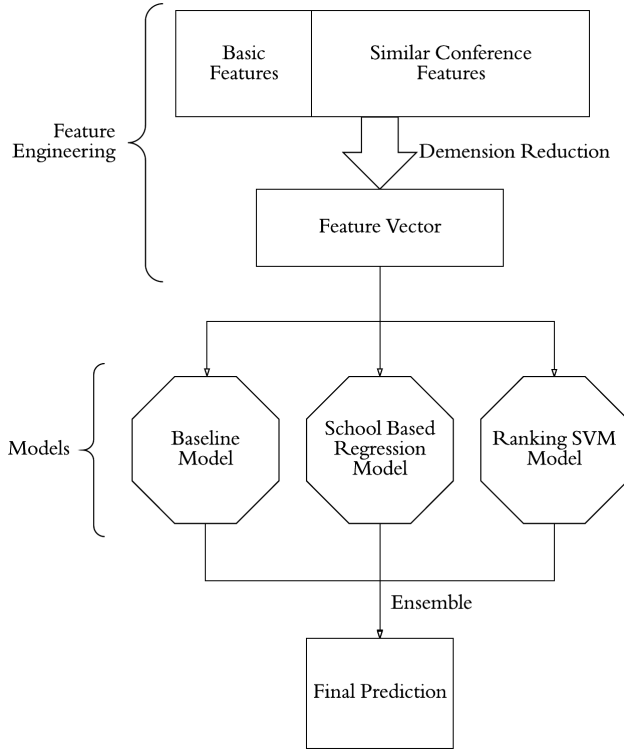 Basic
Features
Similar Conference
Features
Feature
Engineering
Demension Reduction
Feature Vector
Models
Baseline
Model
School Based
Regression
Model
Ranking SVM
Model
Ensemble
Final Prediction